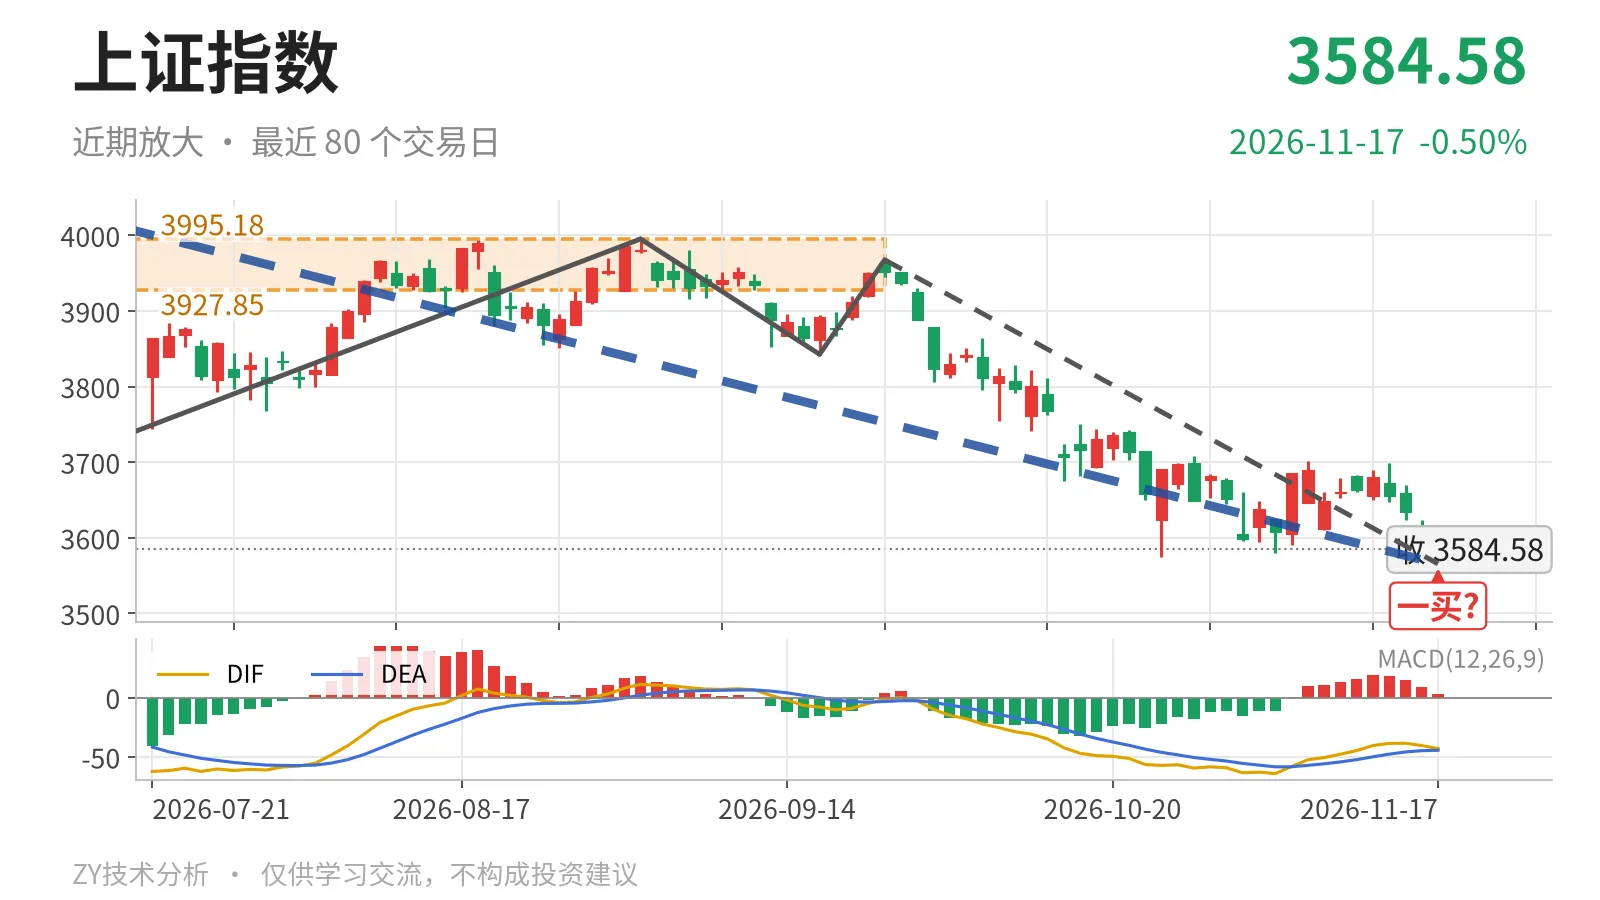 上证指数
3584.58
近期放大 · 最近 80 个交易日
2026-11-17 -0.50%
3995.18
3927.85
4000
3900
3800
3700
3600
3500
收 3584.58
一买?
DIF
DEA
MACD(12,26,9)
0
-50
2026-07-21
2026-08-17
2026-09-14
2026-10-20
2026-11-17
ZY技术分析 · 仅供学习交流，不构成投资建议